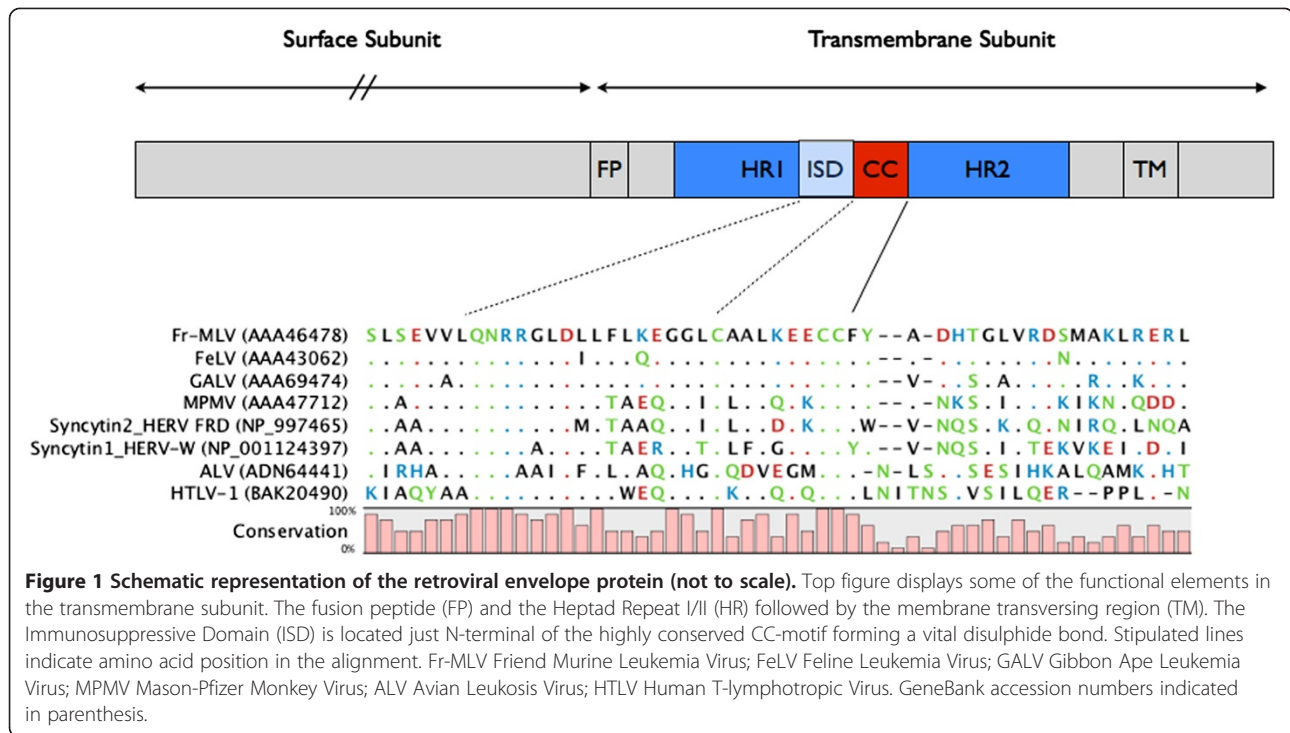 Surface Subunit
Transmembrane Subunit
FP HR1 ISD CC HR2 TM
Fr-MLV (AAA46478) SLSEVVLQNRRGLDLLFLKEGGLCAALKEECCFY--A-DHTGLVRDSMAKLRERL
FeLV (AAA43062) ..............I...Q...............--.-........N........
GALV (AAA69474) .....A............................--V-..S.A.....R..K...
MPMV (AAA47712) ..A.............TAEQ..I.L..Q.K....--.-NKS.I...KIKN.QDD.
Syncytin2_HERV FRD (NP_997465) ..AA..........M.TAAQ..I.L..D.K...W--V-NQS.K.Q.NIRQ.LNQA
Syncytin1_HERV-W (NP_001124397) ..AA.......A....TAER..T.LF.G....Y.--V-NQS.I.TEKVKEI.D.I
ALV (ADN64441) .IRHA.....AAI.F.L.AQ.HG.QDVEGM...-N-LS..SESIHKALQAMK.HT
HTLV-1 (BAK20490) KIAQYAA..........WEQ....K..Q.Q...LNITNS.VSILQER--PPL.-N
100%
Conservation
0%
Figure 1 Schematic representation of the retroviral envelope protein (not to scale). Top figure displays some of the functional elements in
the transmembrane subunit. The fusion peptide (FP) and the Heptad Repeat I/II (HR) followed by the membrane transversing region (TM). The
Immunosuppressive Domain (ISD) is located just N-terminal of the highly conserved CC-motif forming a vital disulphide bond. Stipulated lines
indicate amino acid position in the alignment. Fr-MLV Friend Murine Leukemia Virus; FeLV Feline Leukemia Virus; GALV Gibbon Ape Leukemia
Virus; MPMV Mason-Pfizer Monkey Virus; ALV Avian Leukosis Virus; HTLV Human T-lymphotropic Virus. GeneBank accession numbers indicated
in parenthesis.